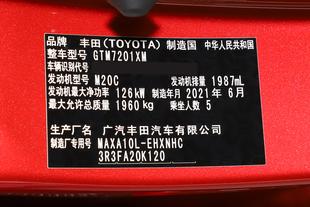 品牌 丰田(TOYOTA) 制造国 中华人民共和国
整车型号 GTM7201XM
车辆识别代号
发动机型号 M20C 发动机排量 1987mL
发动机最大净功率 126kW 制造年月 2021年6月
最大允许总质量 1960kg 乘坐人数 5
生产厂名 广汽丰田汽车有限公司
制造厂专用号 MAXA10L-EHXNHC
3R3FA20K120